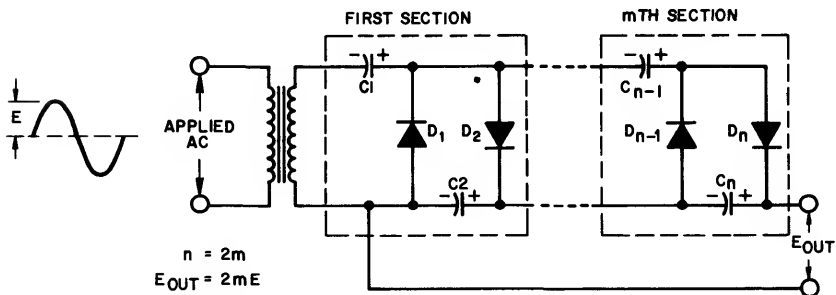 FIRST SECTION
mTH SECTION
- +
C1
- +
Cn-1
E
APPLIED
AC
D1
D2
Dn-1
Dn
C2
- +
Cn
- +
EOUT
n = 2m
EOUT = 2mE